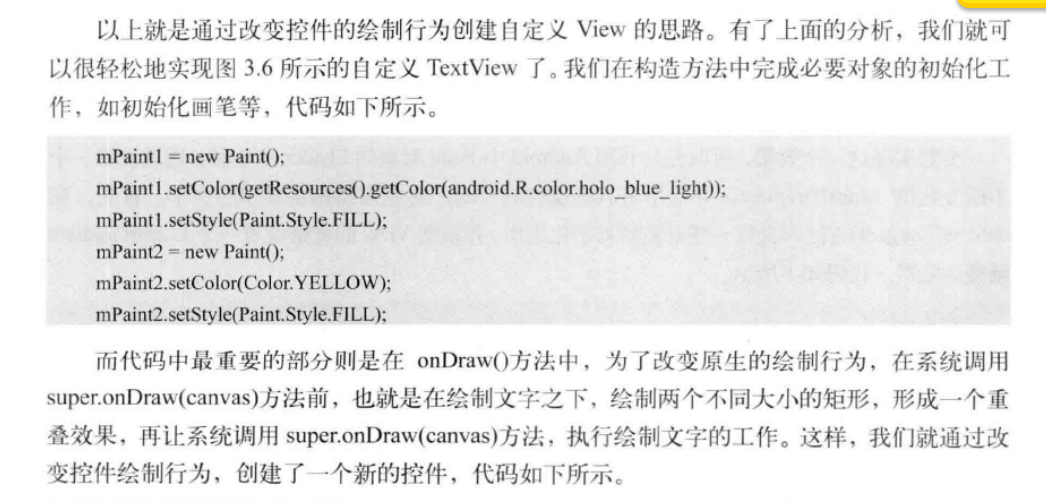 以上就是通过改变控件的绘制行为创建自定义 View 的思路。有了上面的分析，我们就可
以很轻松地实现图 3.6 所示的自定义 TextView 了。我们在构造方法中完成必要对象的初始化工
作，如初始化画笔等，代码如下所示。
mPaint1 = new Paint();
mPaint1.setColor(getResources().getColor(android.R.color.holo_blue_light));
mPaint1.setStyle(Paint.Style.FILL);
mPaint2 = new Paint();
mPaint2.setColor(Color.YELLOW);
mPaint2.setStyle(Paint.Style.FILL);
而代码中最重要的部分则是在 onDraw()方法中，为了改变原生的绘制行为，在系统调用
super.onDraw(canvas)方法前，也就是在绘制文字之下，绘制两个不同大小的矩形，形成一个重
叠效果，再让系统调用 super.onDraw(canvas)方法，执行绘制文字的工作。这样，我们就通过改
变控件绘制行为，创建了一个新的控件，代码如下所示。